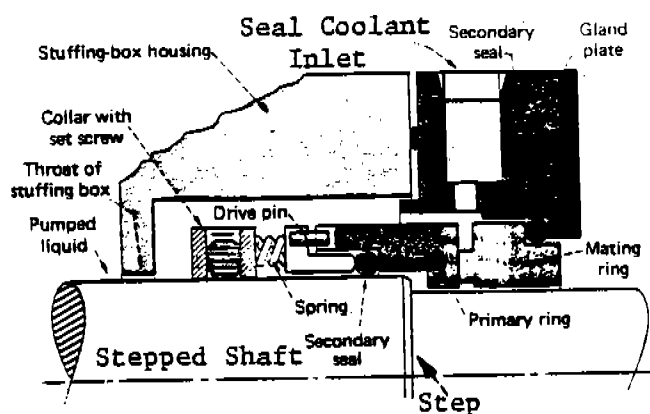 Seal Coolant
Inlet
Secondary
seal
Gland
plate
Stuffing-box
housing
Collar with
set screw
Throat of
stuffing box
Pumped
liquid
Drive pin
Spring
Secondary
seal
Mating
ring
Primary ring
Stepped Shaft
Step